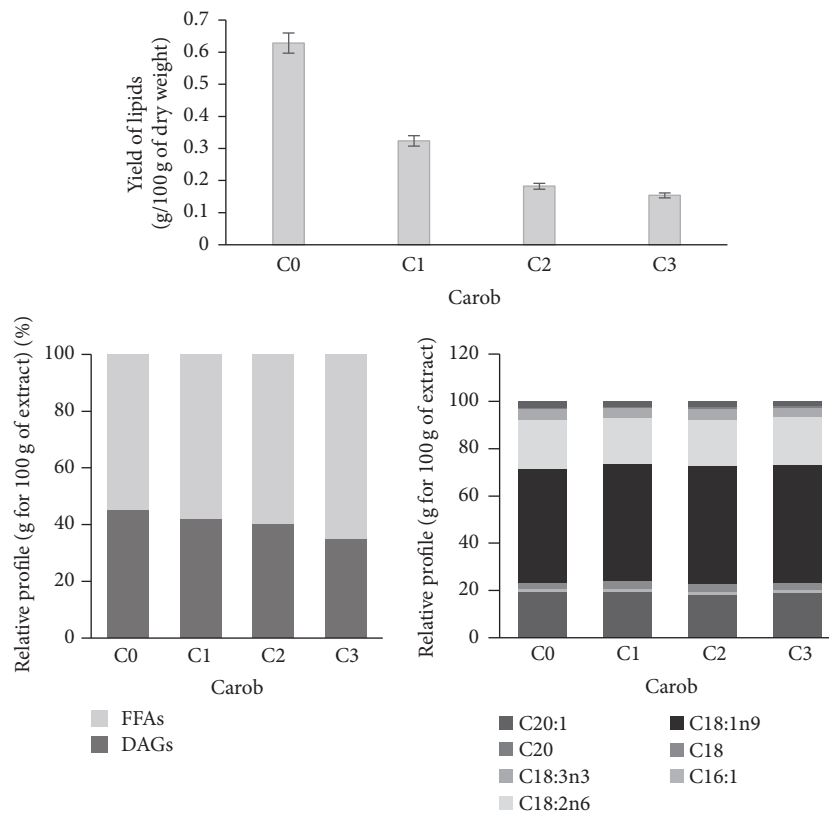 Yield of lipids
(g/100 g of dry weight)
0.7
0.6
0.5
0.4
0.3
0.2
0.1
0
C0 C1 C2 C3
Carob
Relative profile (g for 100 g of extract) (%)
100
80
60
40
20
0
C0 C1 C2 C3
Carob
FFAs
DAGs
Relative profile (g for 100 g of extract)
120
100
80
60
40
20
0
C0 C1 C2 C3
Carob
C20:1 C18:1n9
C20 C18
C18:3n3 C16:1
C18:2n6